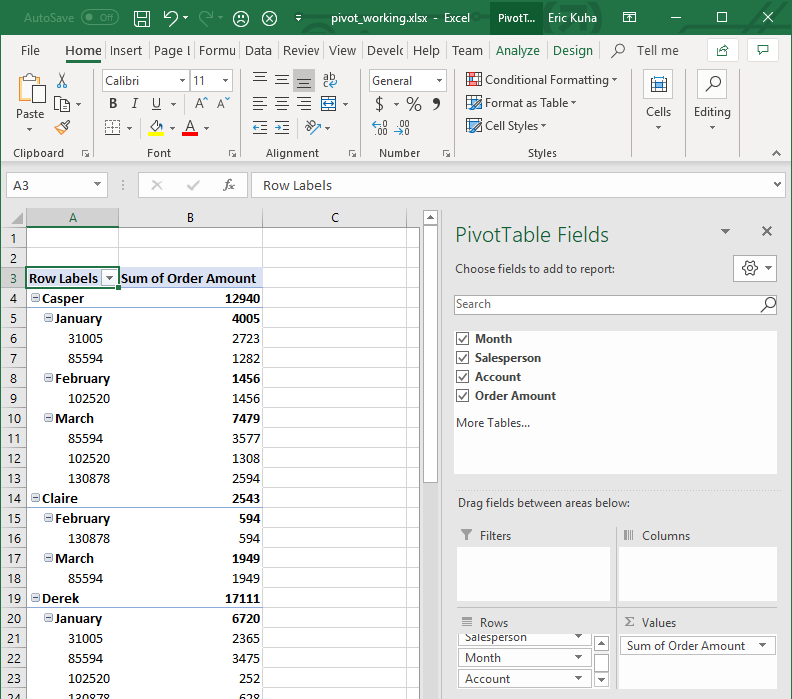 AutoSave Off pivot_working.xlsx - Excel PivotT... Eric Kuha
File Home Insert Page L Formu Data Review View Develo Help Team Analyze Design Tell me
Calibri 11 General Conditional Formatting
Paste B I U A A $ % Format as Table Cells Editing
A Cell Styles
Clipboard Font Alignment Number Styles
A3 fx Row Labels
A B C
1
2
3 Row Labels Sum of Order Amount
4 Casper 12940
5 January 4005
6 31005 2723
7 85594 1282
8 February 1456
9 102520 1456
10 March 7479
11 85594 3577
12 102520 1308
13 130878 2594
14 Claire 2543
15 February 594
16 130878 594
17 March 1949
18 85594 1949
19 Derek 17111
20 January 6720
21 31005 2365
22 85594 3475
23 102520 252
24 130878 628
PivotTable Fields
Choose fields to add to report:
Search
Month
Salesperson
Account
Order Amount
More Tables...
Drag fields between areas below:
Filters Columns
Rows Values
Salesperson Sum of Order Amount
Month
Account